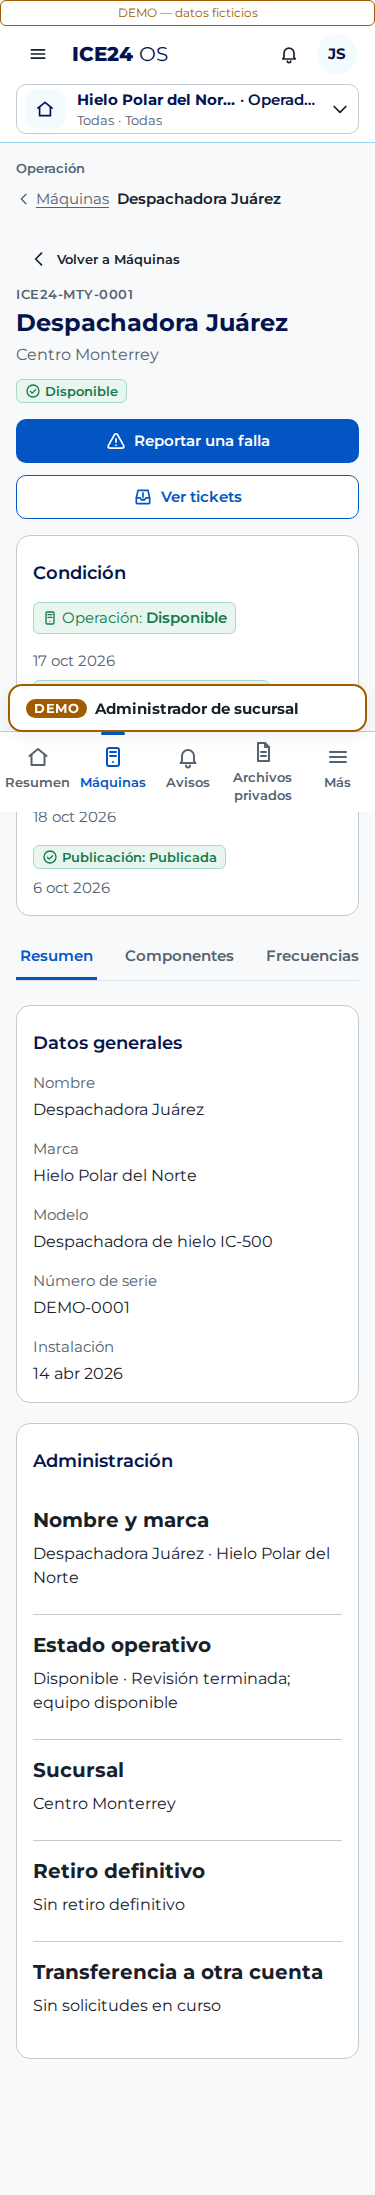 DEMO — datos ficticios
ICE24 OS
JS
Hielo Polar del Nor... · Operad...
Todas · Todas
Operación
Máquinas Despachadora Juárez
Volver a Máquinas
ICE24-MTY-0001
Despachadora Juárez
Centro Monterrey
Disponible
Reportar una falla
Ver tickets
Condición
Operación: Disponible
17 oct 2026
DEMO Administrador de sucursal
Resumen
Máquinas
Avisos
Archivos privados
Más
18 oct 2026
Publicación: Publicada
6 oct 2026
Resumen Componentes Frecuencias
Datos generales
Nombre
Despachadora Juárez
Marca
Hielo Polar del Norte
Modelo
Despachadora de hielo IC-500
Número de serie
DEMO-0001
Instalación
14 abr 2026
Administración
Nombre y marca
Despachadora Juárez · Hielo Polar del
Norte
Estado operativo
Disponible · Revisión terminada;
equipo disponible
Sucursal
Centro Monterrey
Retiro definitivo
Sin retiro definitivo
Transferencia a otra cuenta
Sin solicitudes en curso